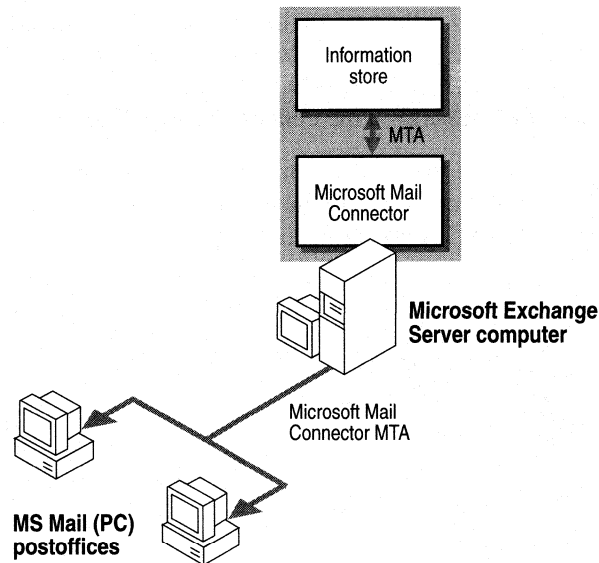 Information
store
MTA
Microsoft Mail
Connector
Microsoft Exchange
Server computer
Microsoft Mail
Connector MTA
MS Mail (PC)
postoffices